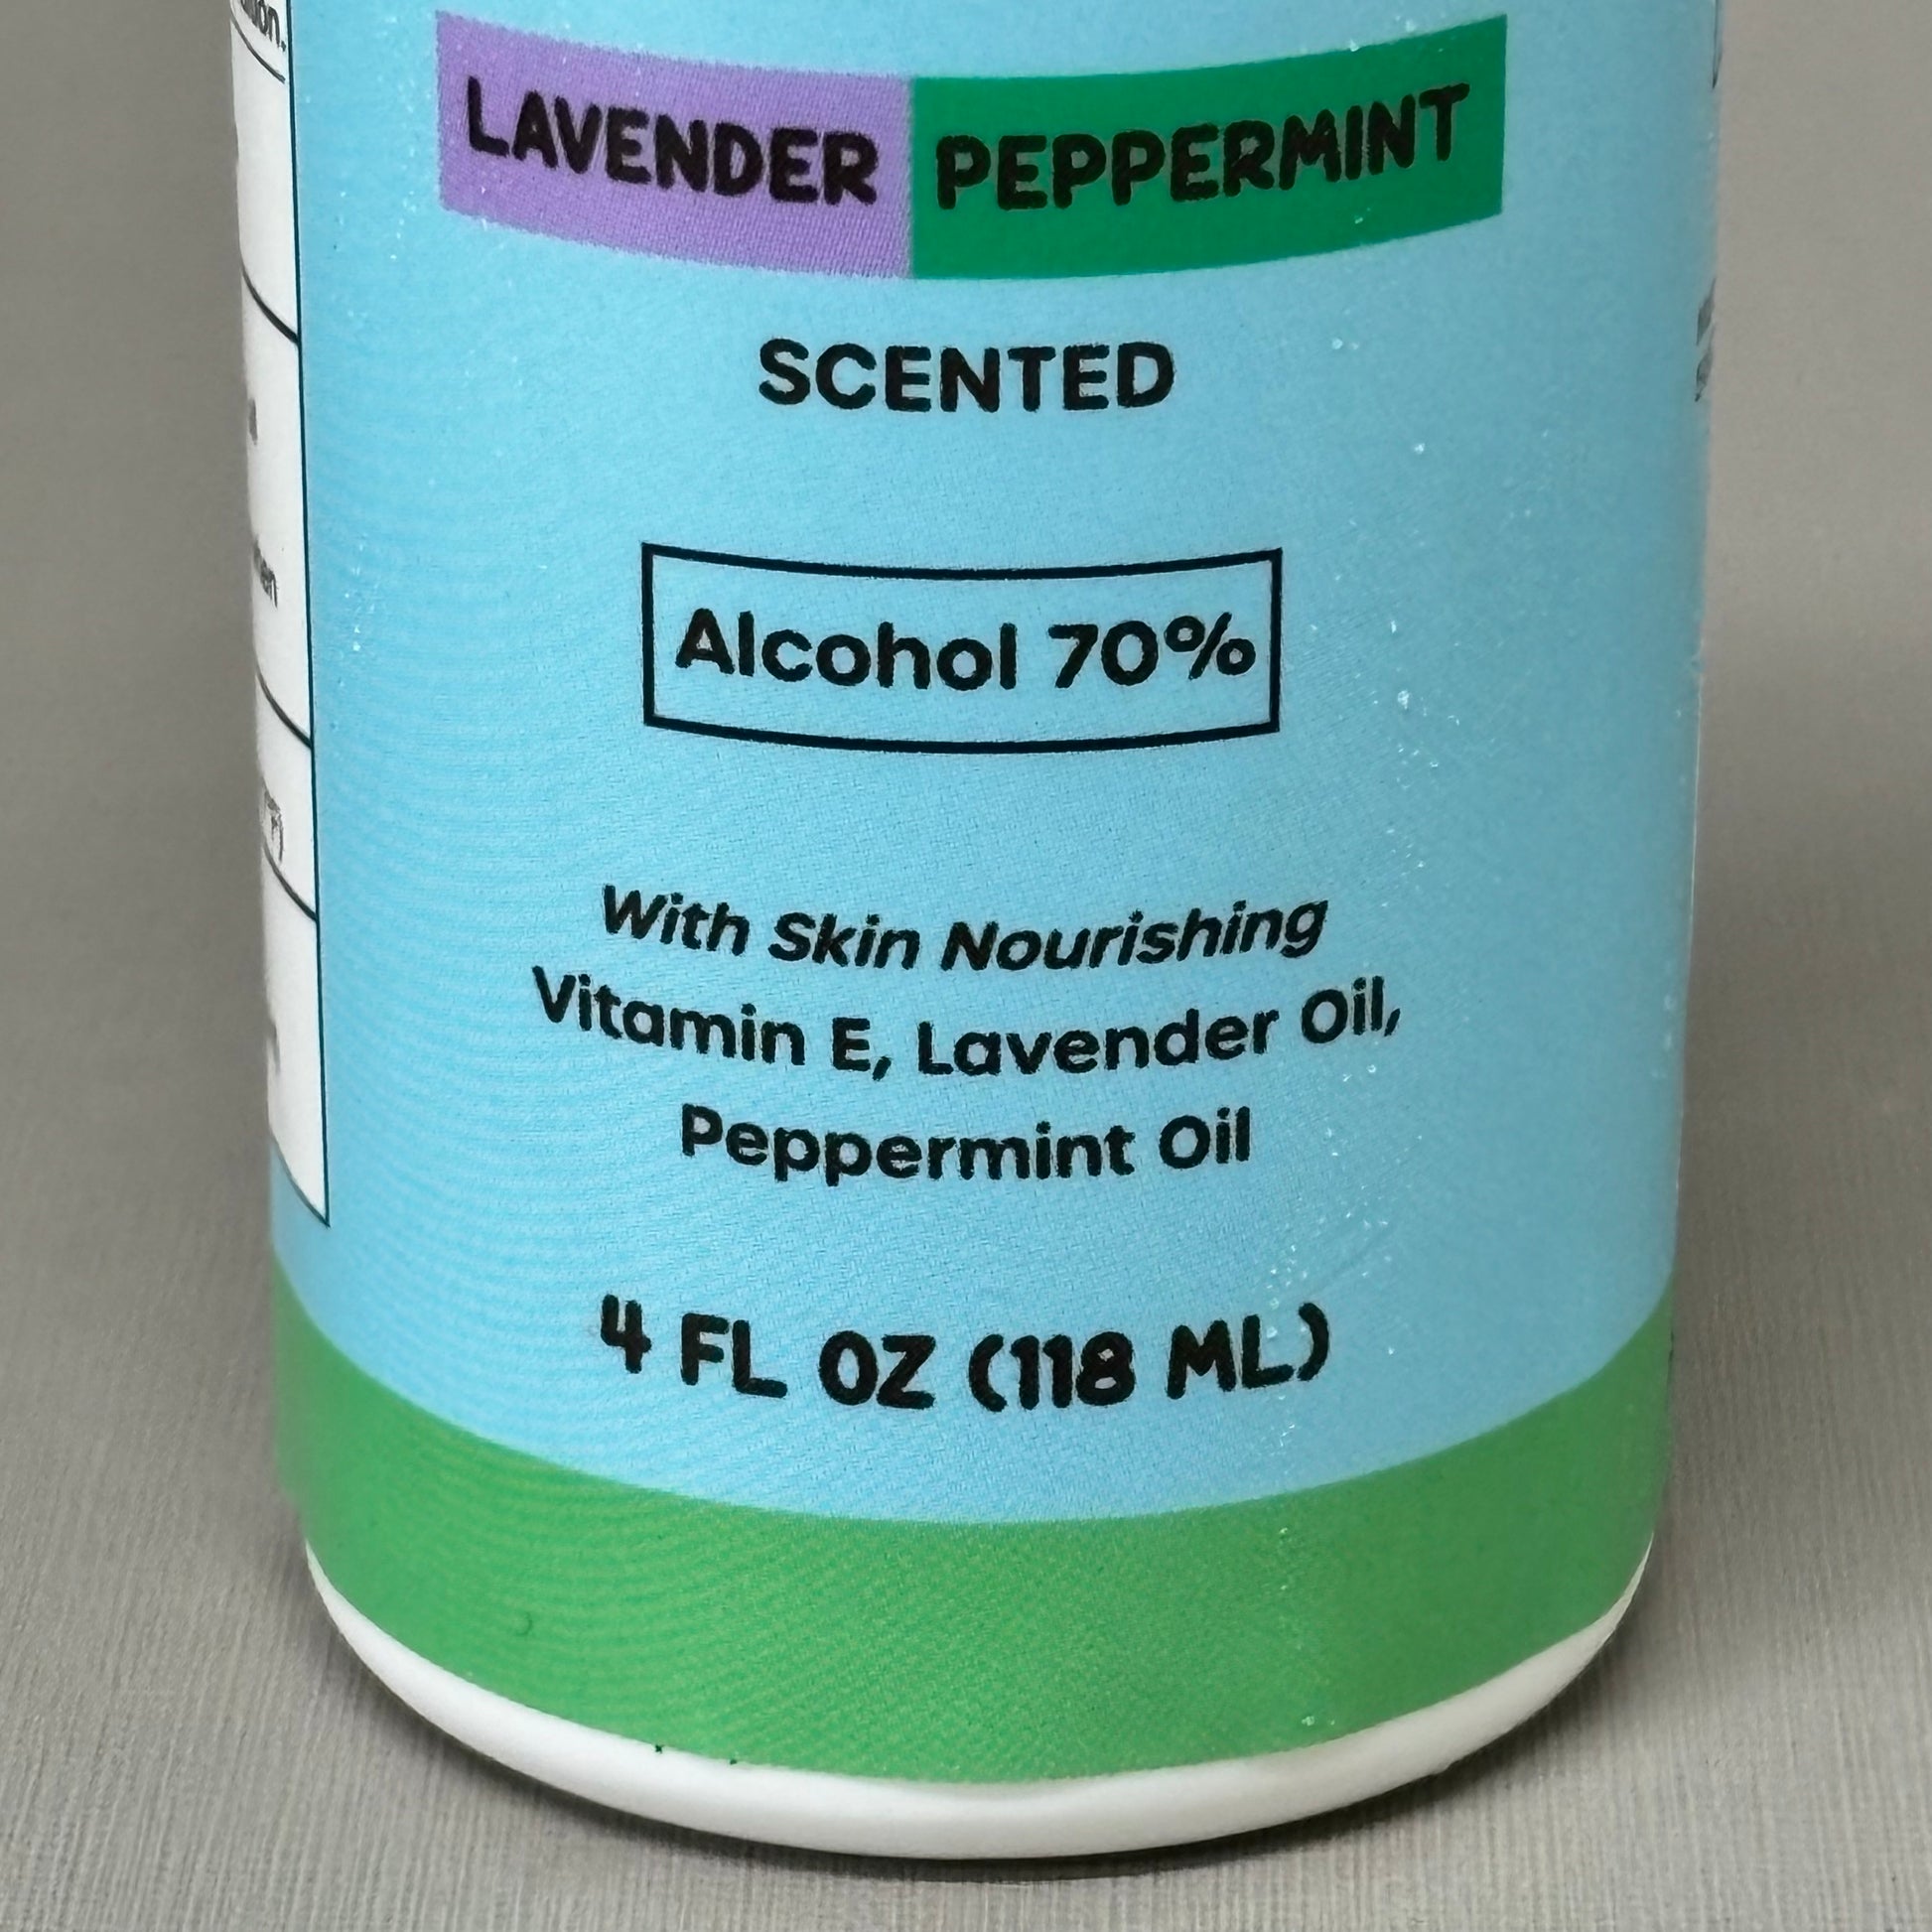 LAVENDER PEPPERMINT
SCENTED
Alcohol 70%
With Skin Nourishing
Vitamin E, Lavender Oil,
Peppermint Oil
4 FL OZ (118 ML)